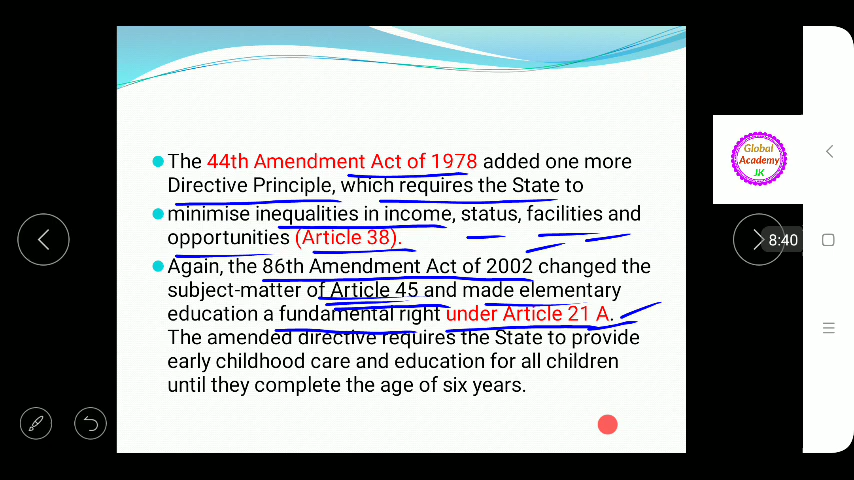 The 44th Amendment Act of 1978 added one more
Directive Principle, which requires the State to
minimise inequalities in income, status, facilities and
opportunities (Article 38).
Again, the 86th Amendment Act of 2002 changed the
subject-matter of Article 45 and made elementary
education a fundamental right under Article 21 A.
The amended directive requires the State to provide
early childhood care and education for all children
until they complete the age of six years.
Global
Academy
JK
8:40